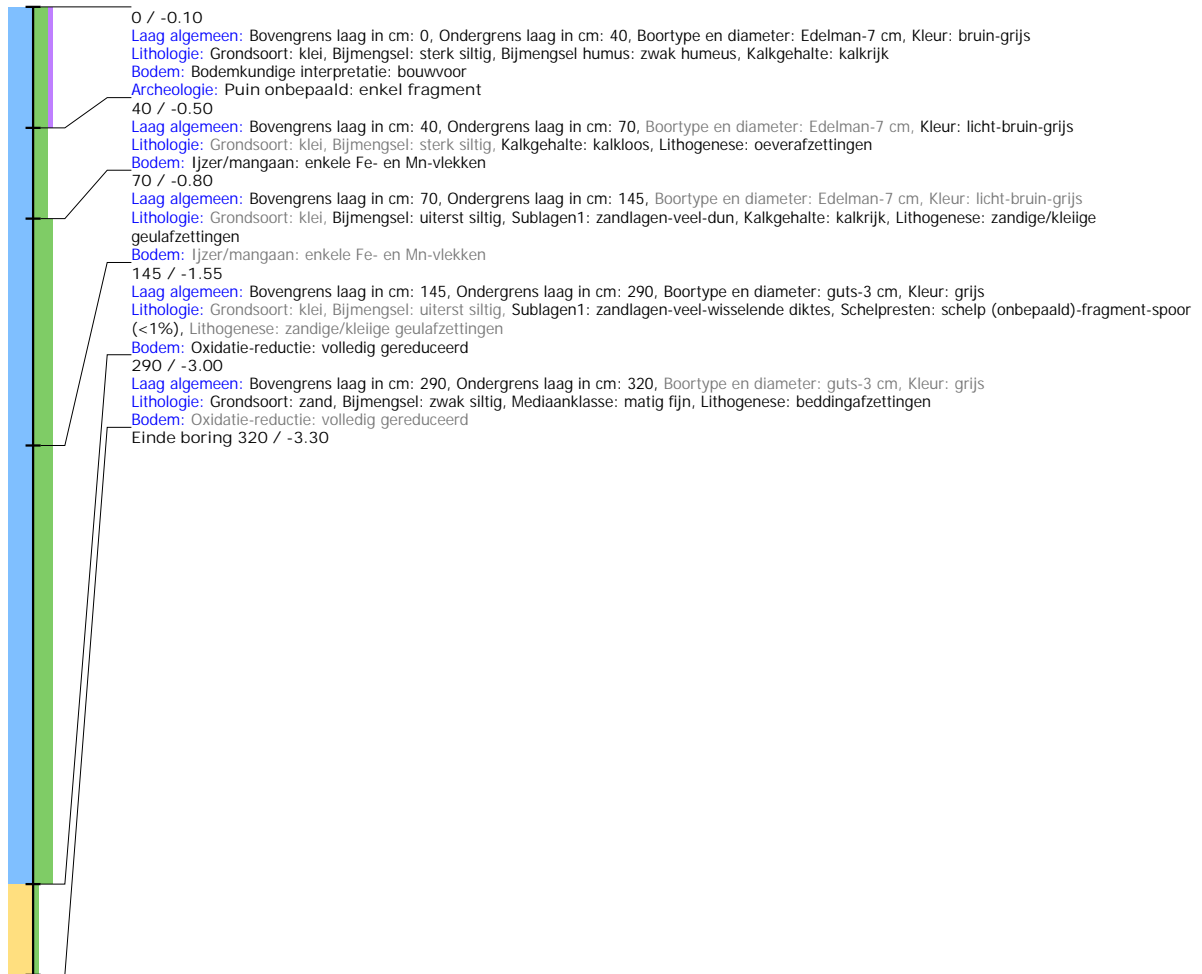 0 / -0.10
Laag algemeen: Bovengrens laag in cm: 0, Ondergrens laag in cm: 40, Boortype en diameter: Edelman-7 cm, Kleur: bruin-grijs
Lithologie: Grondsoort: klei, Bijmengsel: sterk siltig, Bijmengsel humus: zwak humeus, Kalkgehalte: kalkrijk
Bodem: Bodemkundige interpretatie: bouwvoor
Archeologie: Puin onbepaald: enkel fragment
40 / -0.50
Laag algemeen: Bovengrens laag in cm: 40, Ondergrens laag in cm: 70, Boortype en diameter: Edelman-7 cm, Kleur: licht-bruin-grijs
Lithologie: Grondsoort: klei, Bijmengsel: sterk siltig, Kalkgehalte: kalkloos, Lithogenese: oeverafzettingen
Bodem: Ijzer/mangaan: enkele Fe- en Mn-vlekken
70 / -0.80
Laag algemeen: Bovengrens laag in cm: 70, Ondergrens laag in cm: 145, Boortype en diameter: Edelman-7 cm, Kleur: licht-bruin-grijs
Lithologie: Grondsoort: klei, Bijmengsel: uiterst siltig, Sublagen1: zandlagen-veel-dun, Kalkgehalte: kalkrijk, Lithogenese: zandige/kleiige
geulafzettingen
Bodem: Ijzer/mangaan: enkele Fe- en Mn-vlekken
145 / -1.55
Laag algemeen: Bovengrens laag in cm: 145, Ondergrens laag in cm: 290, Boortype en diameter: guts-3 cm, Kleur: grijs
Lithologie: Grondsoort: klei, Bijmengsel: uiterst siltig, Sublagen1: zandlagen-veel-wisselende diktes, Schelpresten: schelp (onbepaald)-fragment-spoor
(<1%), Lithogenese: zandige/kleiige geulafzettingen
Bodem: Oxidatie-reductie: volledig gereduceerd
290 / -3.00
Laag algemeen: Bovengrens laag in cm: 290, Ondergrens laag in cm: 320, Boortype en diameter: guts-3 cm, Kleur: grijs
Lithologie: Grondsoort: zand, Bijmengsel: zwak siltig, Mediaanklasse: matig fijn, Lithogenese: beddingafzettingen
Bodem: Oxidatie-reductie: volledig gereduceerd
Einde boring 320 / -3.30